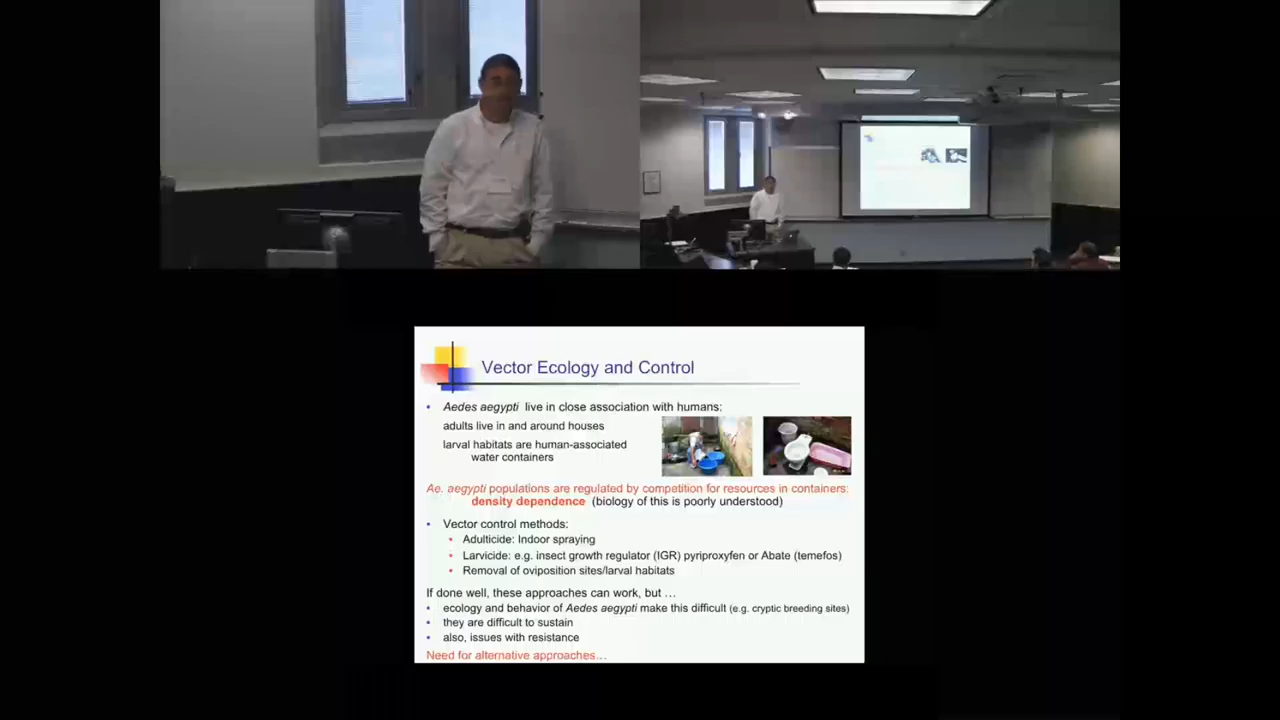 Vector Ecology and Control
• Aedes aegypti live in close association with humans:
adults live in and around houses
larval habitats are human-associated
water containers
Ae. aegypti populations are regulated by competition for resources in containers:
density dependence (biology of this is poorly understood)
• Vector control methods:
• Adulticide: Indoor spraying
• Larvicide: e.g. insect growth regulator (IGR) pyriproxyfen or Abate (temefos)
• Removal of oviposition sites/larval habitats
If done well, these approaches can work, but …
• ecology and behavior of Aedes aegypti make this difficult (e.g. cryptic breeding sites)
• they are difficult to sustain
• also, issues with resistance
Need for alternative approaches…